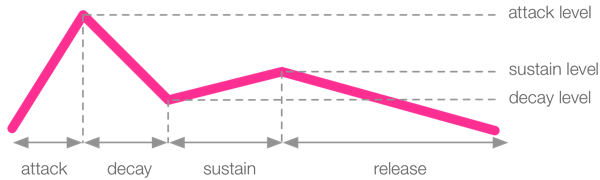 attack level
sustain level
decay level
attack decay sustain release